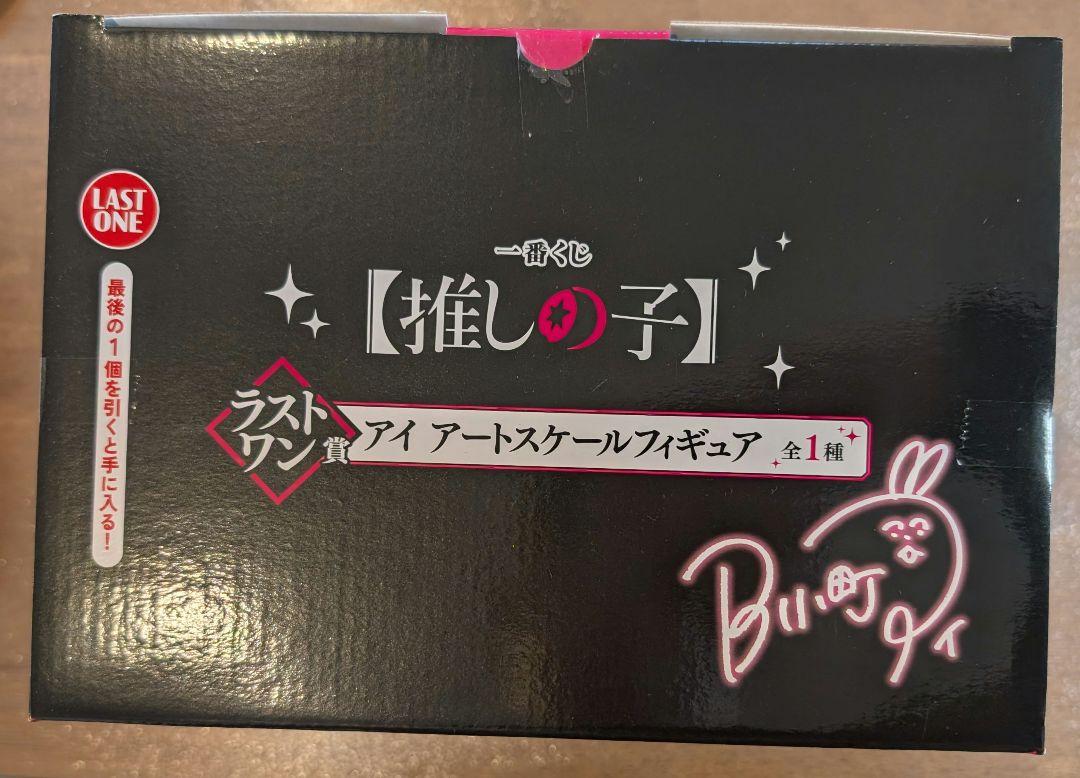 LAST
ONE
最後の1個を引くと手に入る!
一番くじ
【推しの子】
ラスト
ワン賞
アイ アートスケールフィギュア 全1種
B小町
アイ